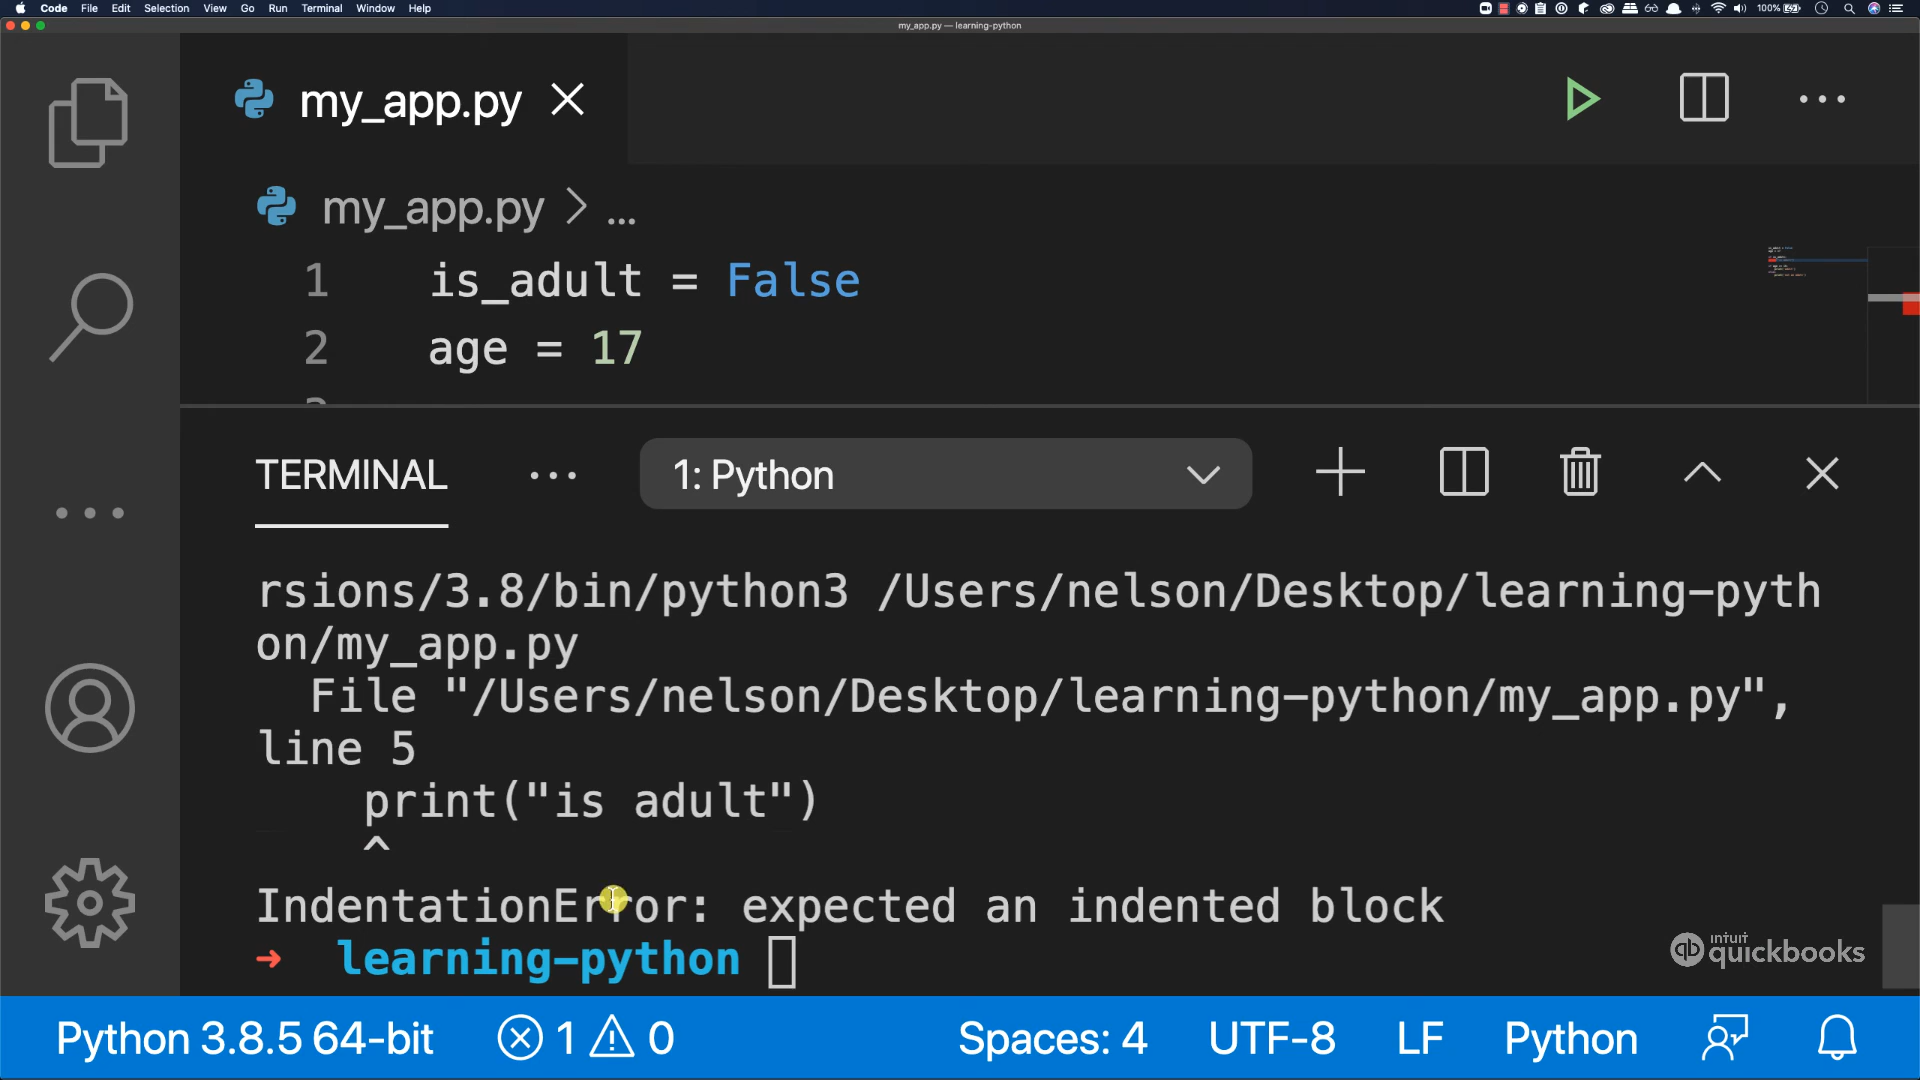 Code File Edit Selection View Go Run Terminal Window Help 100%
my_app.py — learning-python
my_app.py
my_app.py > ...
1 is_adult = False
2 age = 17
3
TERMINAL
1: Python
rsions/3.8/bin/python3 /Users/nelson/Desktop/learning-pyth
on/my_app.py
File "/Users/nelson/Desktop/learning-python/my_app.py",
line 5
print("is adult")
^
IndentationError: expected an indented block
➜ learning-python
intuit
quickbooks
Python 3.8.5 64-bit 1 0 Spaces: 4 UTF-8 LF Python